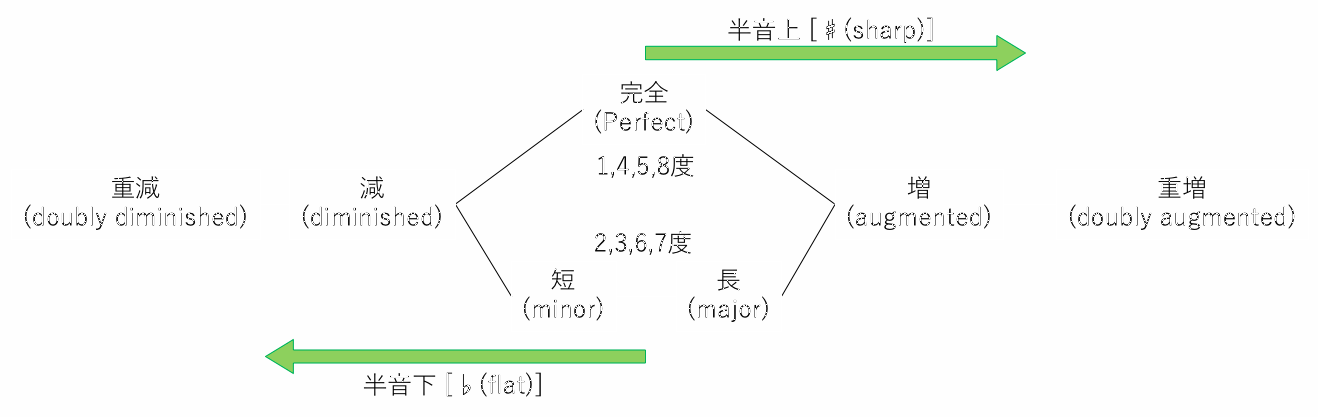 半音上 [♯(sharp)]
完全
(Perfect)
1,4,5,8度
重減
(doubly diminished)
減
(diminished)
増
(augmented)
重増
(doubly augmented)
2,3,6,7度
短
(minor)
長
(major)
半音下 [♭(flat)]